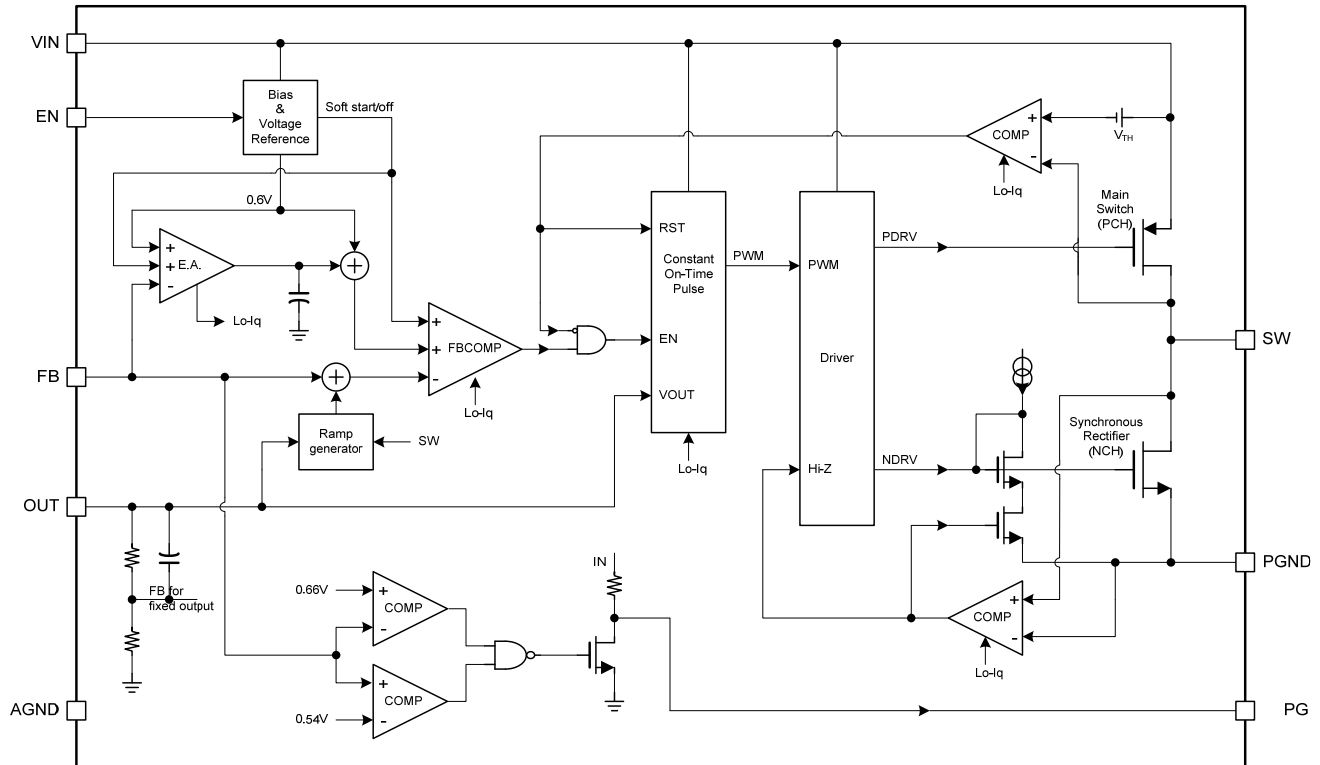 VIN
EN
Bias
&
Voltage
Reference
Soft start/off
COMP
+
-
VTH
Lo-Iq
Main
Switch
(PCH)
0.6V
+
+
-
E.A.
Lo-Iq
+
RST
Constant
On-Time
Pulse
EN
VOUT
PWM
PWM
PDRV
Driver
Hi-Z
NDRV
Lo-Iq
+
+
-
FBCOMP
Lo-Iq
SW
FB
+
Ramp
generator
SW
Synchronous
Rectifier
(NCH)
OUT
FB for
fixed output
PGND
IN
0.66V
+
-
COMP
+
-
COMP
0.54V
+
-
COMP
Lo-Iq
AGND
PG